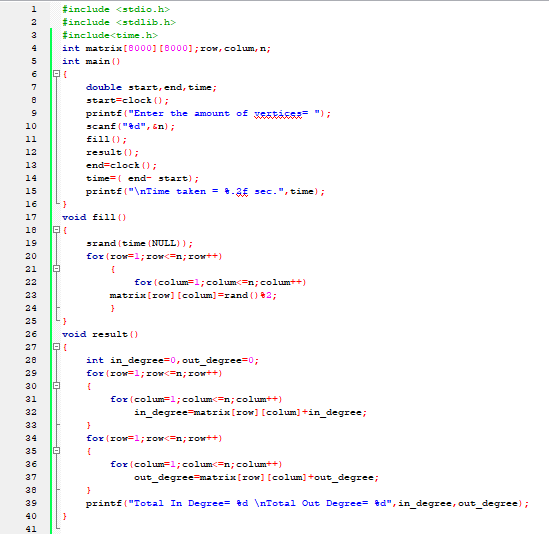 1 #include <stdio.h>
2 #include <stdlib.h>
3 #include<time.h>
4 int matrix[8000][8000];row,colum,n;
5 int main()
6 {
7 double start,end,time;
8 start=clock();
9 printf("Enter the amount of vertices= ");
10 scanf("%d",&n);
11 fill();
12 result();
13 end=clock();
14 time=( end- start);
15 printf("\nTime taken = %.2f sec.",time);
16 }
17 void fill()
18 {
19 srand(time(NULL));
20 for(row=1;row<=n;row++)
21 {
22 for(colum=1;colum<=n;colum++)
23 matrix[row][colum]=rand()%2;
24 }
25 }
26 void result()
27 {
28 int in_degree=0,out_degree=0;
29 for(row=1;row<=n;row++)
30 {
31 for(colum=1;colum<=n;colum++)
32 in_degree=matrix[row][colum]+in_degree;
33 }
34 for(row=1;row<=n;row++)
35 {
36 for(colum=1;colum<=n;colum++)
37 out_degree=matrix[row][colum]+out_degree;
38 }
39 printf("Total In Degree= %d \nTotal Out Degree= %d",in_degree,out_degree);
40 }
41